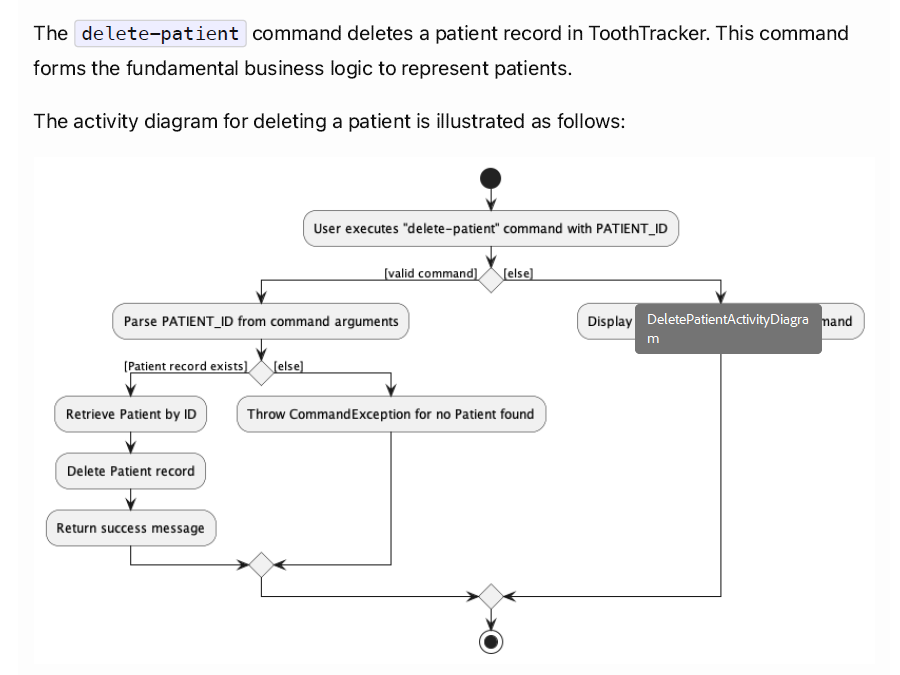 The delete-patient command deletes a patient record in ToothTracker. This command
forms the fundamental business logic to represent patients.
The activity diagram for deleting a patient is illustrated as follows:
User executes "delete-patient" command with PATIENT_ID
[valid command]
[else]
Parse PATIENT_ID from command arguments
Display
DeletePatientActivityDiagra
m
[Patient record exists]
[else]
Retrieve Patient by ID
Throw CommandException for no Patient found
Delete Patient record
Return success message